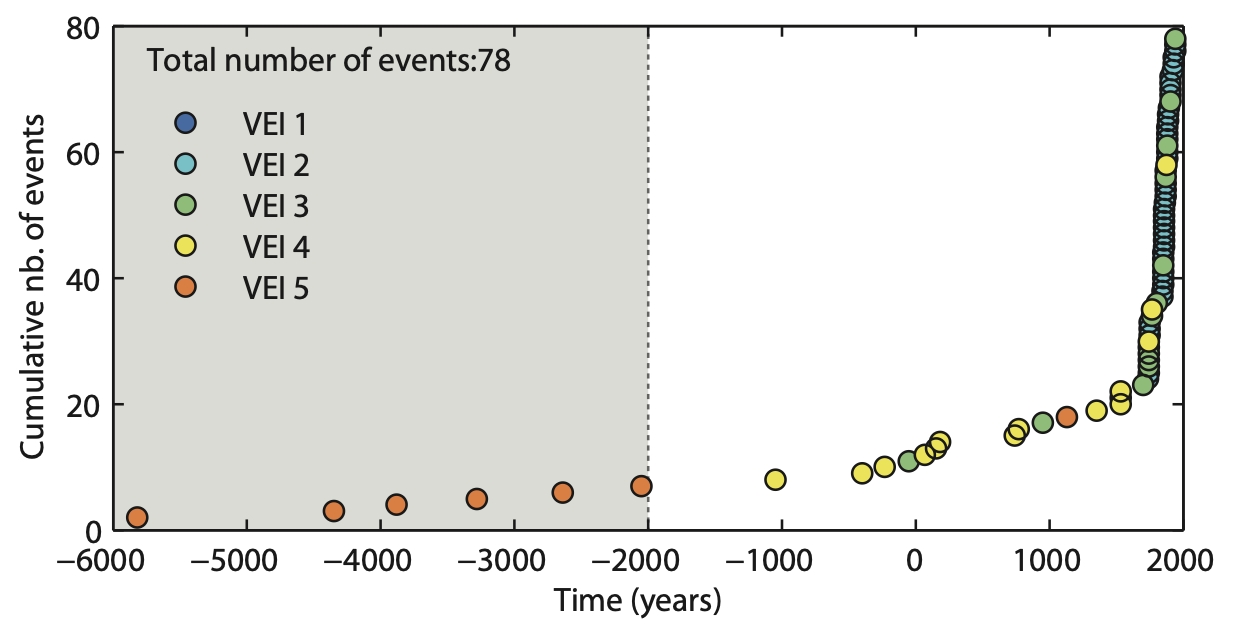 Total number of events:78
VEI 1
VEI 2
VEI 3
VEI 4
VEI 5
Cumulative nb. of events
80
60
40
20
0
−6000 −5000 −4000 −3000 −2000 −1000 0 1000 2000
Time (years)